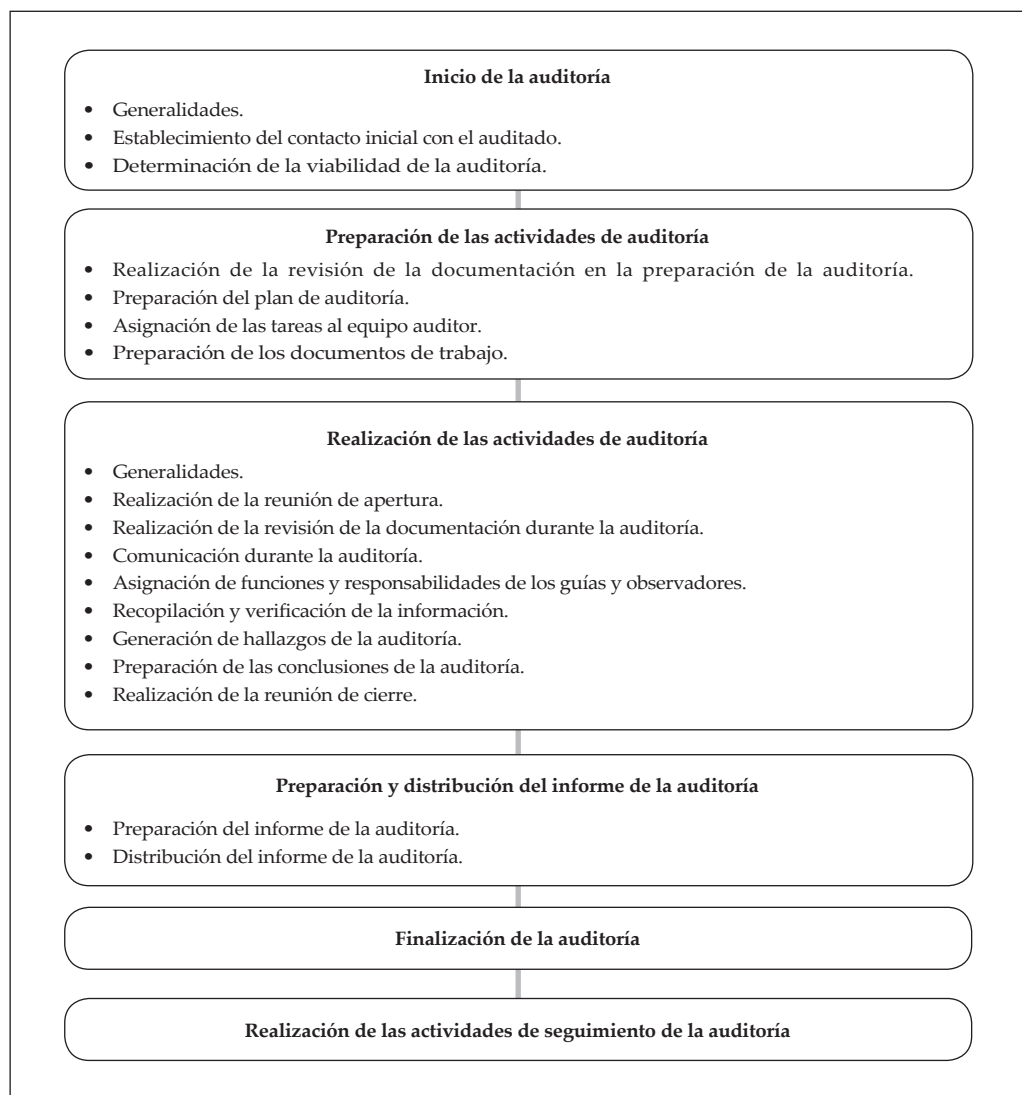 Inicio de la auditoría
• Generalidades.
• Establecimiento del contacto inicial con el auditado.
• Determinación de la viabilidad de la auditoría.
Preparación de las actividades de auditoría
• Realización de la revisión de la documentación en la preparación de la auditoría.
• Preparación del plan de auditoría.
• Asignación de las tareas al equipo auditor.
• Preparación de los documentos de trabajo.
Realización de las actividades de auditoría
• Generalidades.
• Realización de la reunión de apertura.
• Realización de la revisión de la documentación durante la auditoría.
• Comunicación durante la auditoría.
• Asignación de funciones y responsabilidades de los guías y observadores.
• Recopilación y verificación de la información.
• Generación de hallazgos de la auditoría.
• Preparación de las conclusiones de la auditoría.
• Realización de la reunión de cierre.
Preparación y distribución del informe de la auditoría
• Preparación del informe de la auditoría.
• Distribución del informe de la auditoría.
Finalización de la auditoría
Realización de las actividades de seguimiento de la auditoría